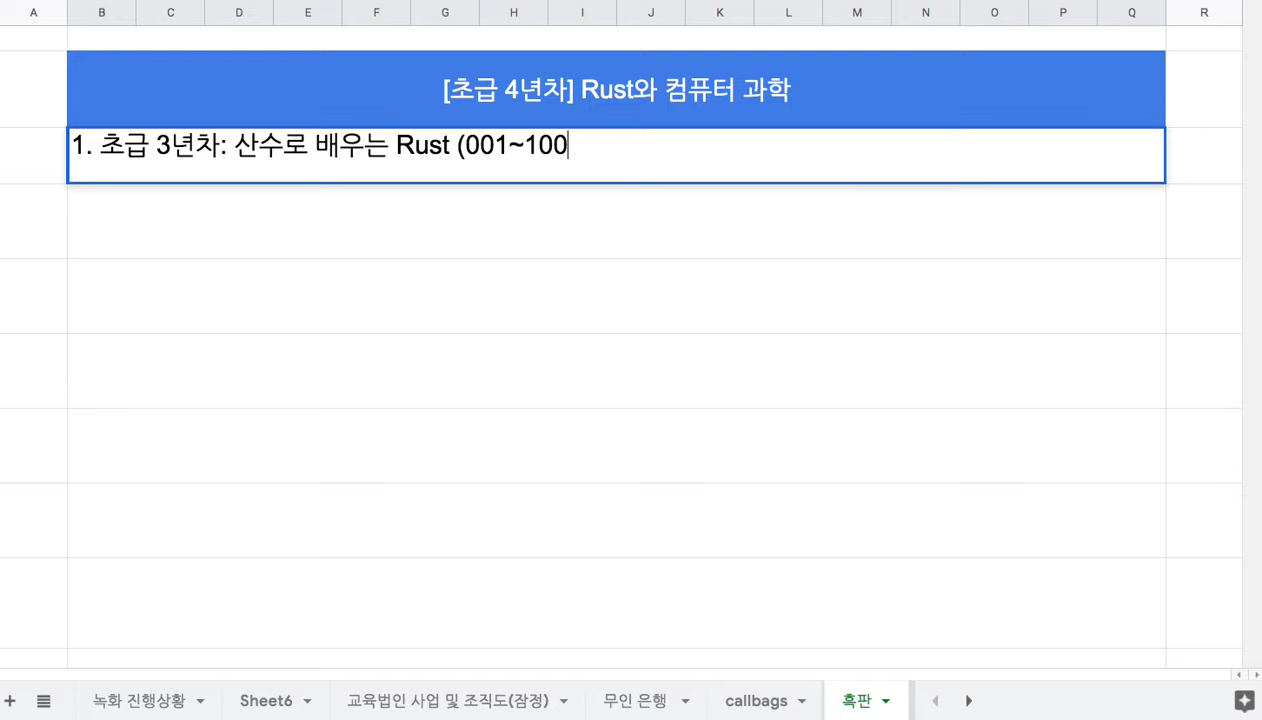 A B C D E F G H I J K L M N O P Q R
[초급 4년차] Rust와 컴퓨터 과학
1. 초급 3년차: 산수로 배우는 Rust (001~100
녹화 진행상황 Sheet6 교육법인 사업 및 조직도(잠정) 무인 은행 callbags 흑판